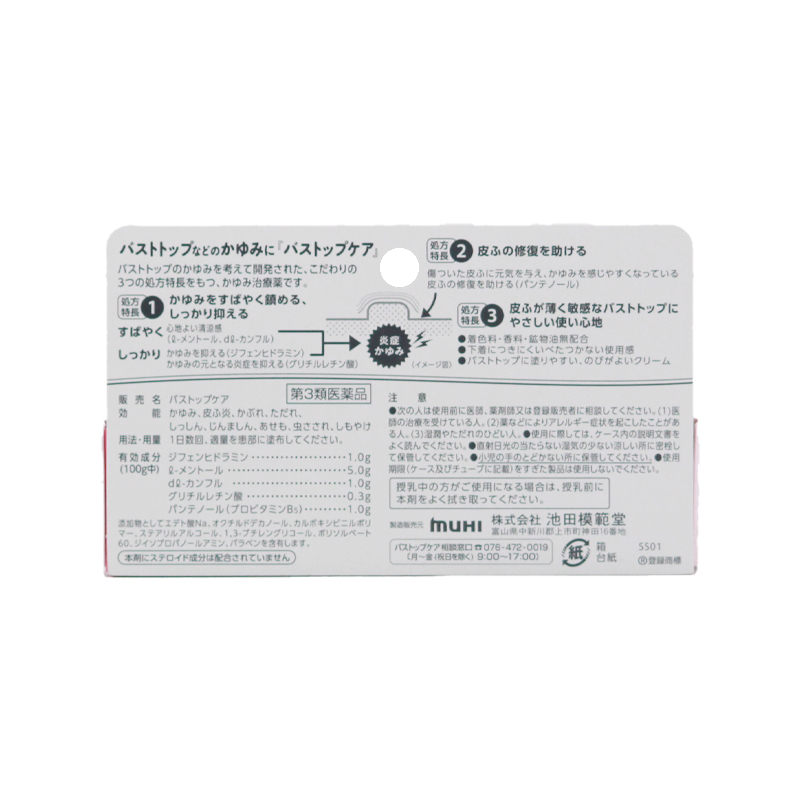 バストトップなどのかゆみに『バストップケア』
バストトップのかゆみを考えて開発された、こだわりの
3つの処方特長をもつ、かゆみ治療薬です。
処方特長1 かゆみをすばやく鎮める、
しっかり抑える
すばやく 心地よい清涼感
(ℓ-メントール、dℓ-カンフル)
しっかり かゆみを抑える(ジフェンヒドラミン)
かゆみの元となる炎症を抑える(グリチルレチン酸)
炎症
かゆみ
(イメージ図)
処方特長2 皮ふの修復を助ける
傷ついた皮ふに元気を与え、かゆみを感じやすくなっている
皮ふの修復を助ける(パンテノール)
処方特長3 皮ふが薄く敏感なバストトップに
やさしい使い心地
●着色料・香料・鉱物油無配合
●下着につきにくいべたつかない使用感
●バストトップに塗りやすい、のびがよいクリーム
販売名 バストップケア 第3類医薬品
効能 かゆみ、皮ふ炎、かぶれ、ただれ、
しっしん、じんましん、あせも、虫さされ、しもやけ
用法・用量 1日数回、適量を患部に塗布してください。
有効成分 ジフェンヒドラミン 1.0g
(100g中) ℓ-メントール 5.0g
dℓ-カンフル 1.0g
グリチルレチン酸 0.3g
パンテノール(プロビタミンB₅) 1.0g
添加物としてエデト酸Na、オクチルドデカノール、カルボキシビニルポリ
マー、ステアリルアルコール、1,3-ブチレングリコール、ポリソルベート
60、ジイソプロパノールアミン、パラベンを含有します。
本剤にステロイド成分は配合されていません
注意
●次の人は使用前に医師、薬剤師又は登録販売者に相談してください。(1)医
師の治療を受けている人。(2)薬などによりアレルギー症状を起こしたことがあ
る人。(3)湿潤やただれのひどい人。●使用に際しては、ケース内の説明文書を
よく読んでください。●直射日光の当たらない湿気の少ない涼しい所に密栓し
て保管してください。●小児の手のとどかない所に保管してください。●使用
期限(ケース及びチューブに記載)をすぎた製品は使用しないでください。
授乳中の方がご使用になる場合は、授乳前に
本剤をよく拭き取ってください。
製造販売元 MUHI 株式会社 池田模範堂
富山県中新川郡上市町神田16番地
バストップケア相談窓口☎076-472-0019
(月〜金(祝日を除く) 9:00〜17:00)
紙 箱
台紙
SS01
Ⓡ登録商標